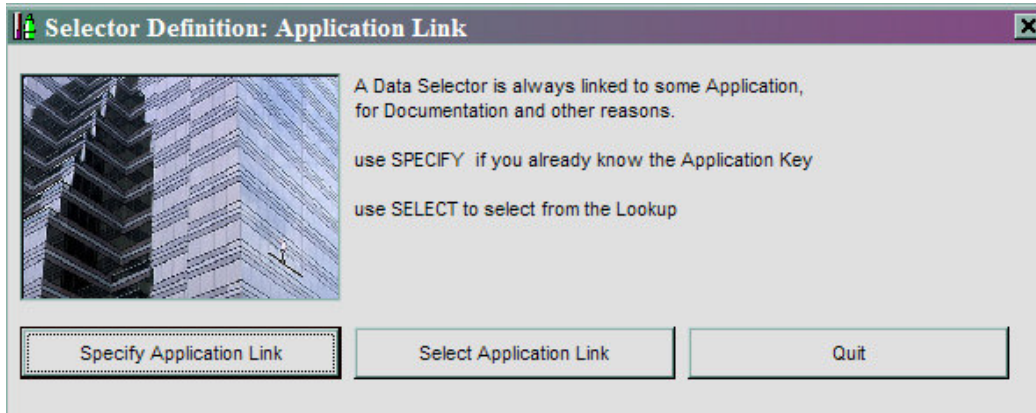 Selector Definition: Application Link
A Data Selector is always linked to some Application,
for Documentation and other reasons.
use SPECIFY  if you already know the Application Key
use SELECT to select from the Lookup
Specify Application Link
Select Application Link
Quit